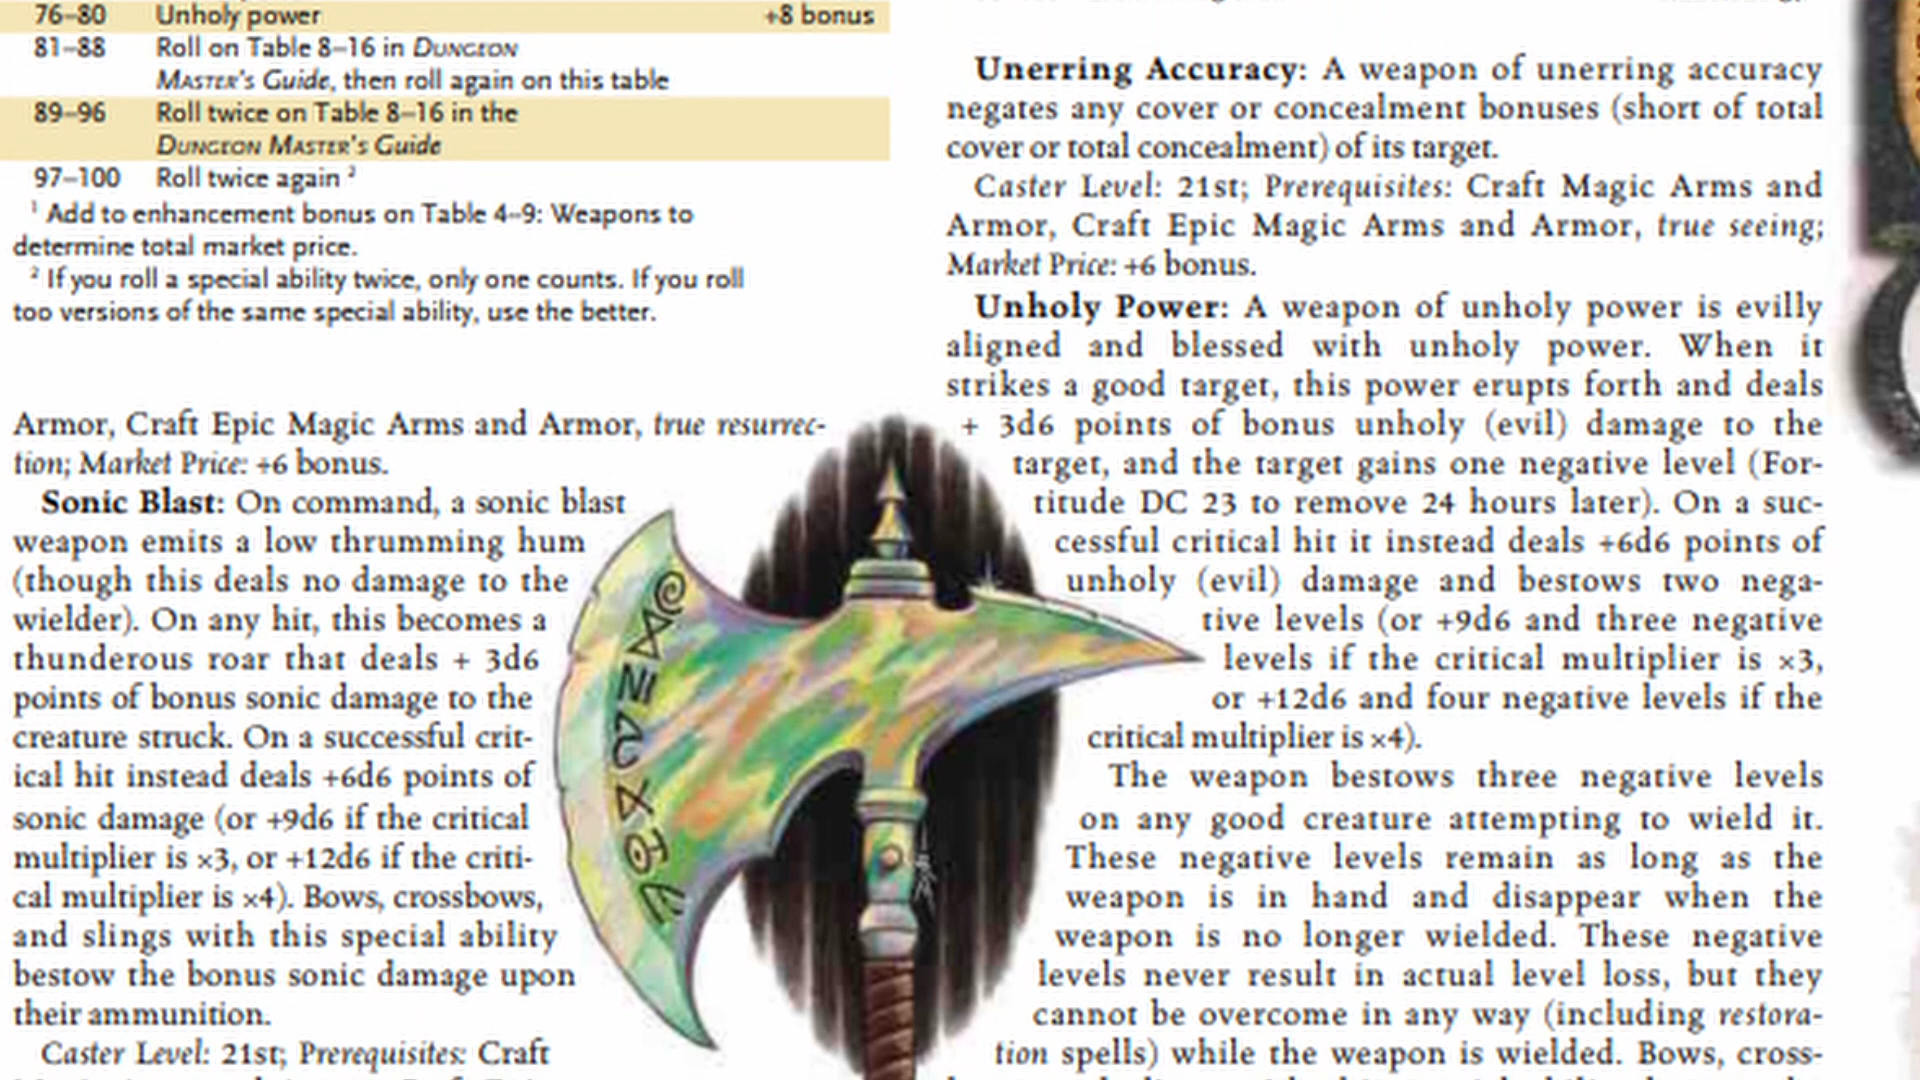 76–80 Unholy power +8 bonus
81–88 Roll on Table 8–16 in DUNGEON
MASTER'S Guide, then roll again on this table
89–96 Roll twice on Table 8–16 in the
DUNGEON MASTER'S Guide
97–100 Roll twice again ²
¹ Add to enhancement bonus on Table 4–9: Weapons to
determine total market price.
² If you roll a special ability twice, only one counts. If you roll
too versions of the same special ability, use the better.
Armor, Craft Epic Magic Arms and Armor, true resurrec-
tion; Market Price: +6 bonus.
Sonic Blast: On command, a sonic blast
weapon emits a low thrumming hum
(though this deals no damage to the
wielder). On any hit, this becomes a
thunderous roar that deals + 3d6
points of bonus sonic damage to the
creature struck. On a successful crit-
ical hit instead deals +6d6 points of
sonic damage (or +9d6 if the critical
multiplier is ×3, or +12d6 if the criti-
cal multiplier is ×4). Bows, crossbows,
and slings with this special ability
bestow the bonus sonic damage upon
their ammunition.
Caster Level: 21st; Prerequisites: Craft
Unerring Accuracy: A weapon of unerring accuracy
negates any cover or concealment bonuses (short of total
cover or total concealment) of its target.
Caster Level: 21st; Prerequisites: Craft Magic Arms and
Armor, Craft Epic Magic Arms and Armor, true seeing;
Market Price: +6 bonus.
Unholy Power: A weapon of unholy power is evilly
aligned and blessed with unholy power. When it
strikes a good target, this power erupts forth and deals
+ 3d6 points of bonus unholy (evil) damage to the
target, and the target gains one negative level (For-
titude DC 23 to remove 24 hours later). On a suc-
cessful critical hit it instead deals +6d6 points of
unholy (evil) damage and bestows two nega-
tive levels (or +9d6 and three negative
levels if the critical multiplier is ×3,
or +12d6 and four negative levels if the
critical multiplier is ×4).
The weapon bestows three negative levels
on any good creature attempting to wield it.
These negative levels remain as long as the
weapon is in hand and disappear when the
weapon is no longer wielded. These negative
levels never result in actual level loss, but they
cannot be overcome in any way (including restora-
tion spells) while the weapon is wielded. Bows, cross-